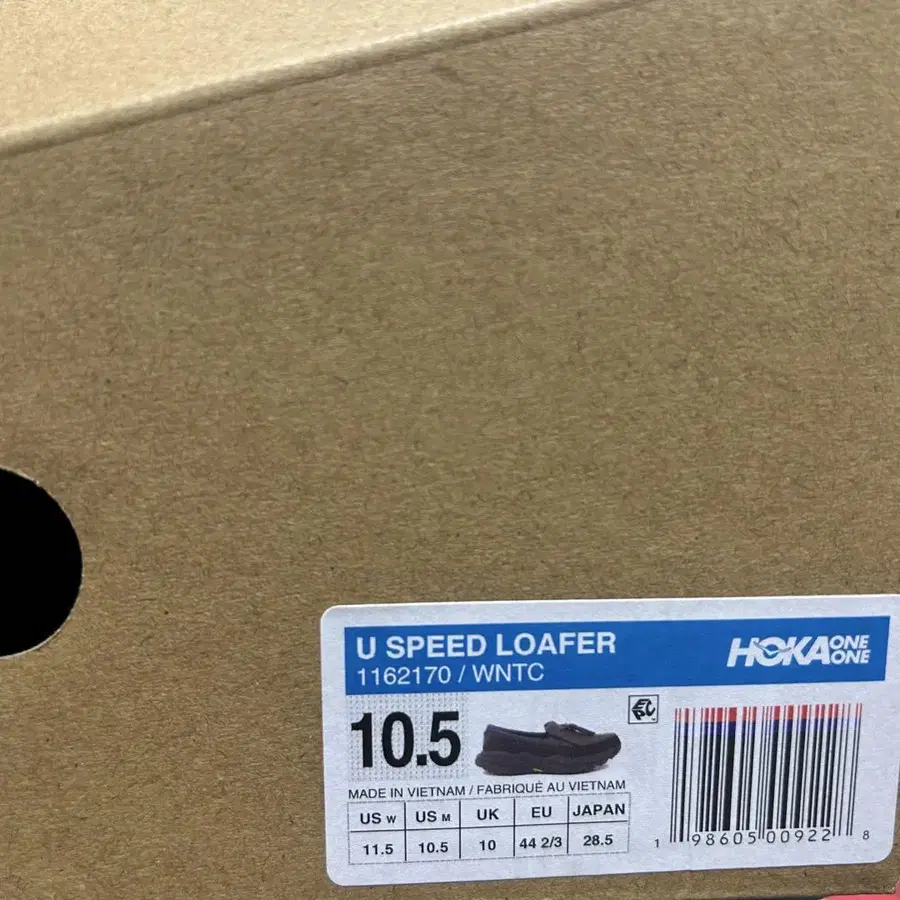 U SPEED LOAFER
1162170 / WNTC
HOKA ONE ONE
10.5
EPC
MADE IN VIETNAM / FABRIQUÉ AU VIETNAM
US W US M UK EU JAPAN
11.5 10.5 10 44 2/3 28.5
1 98605 00922 8